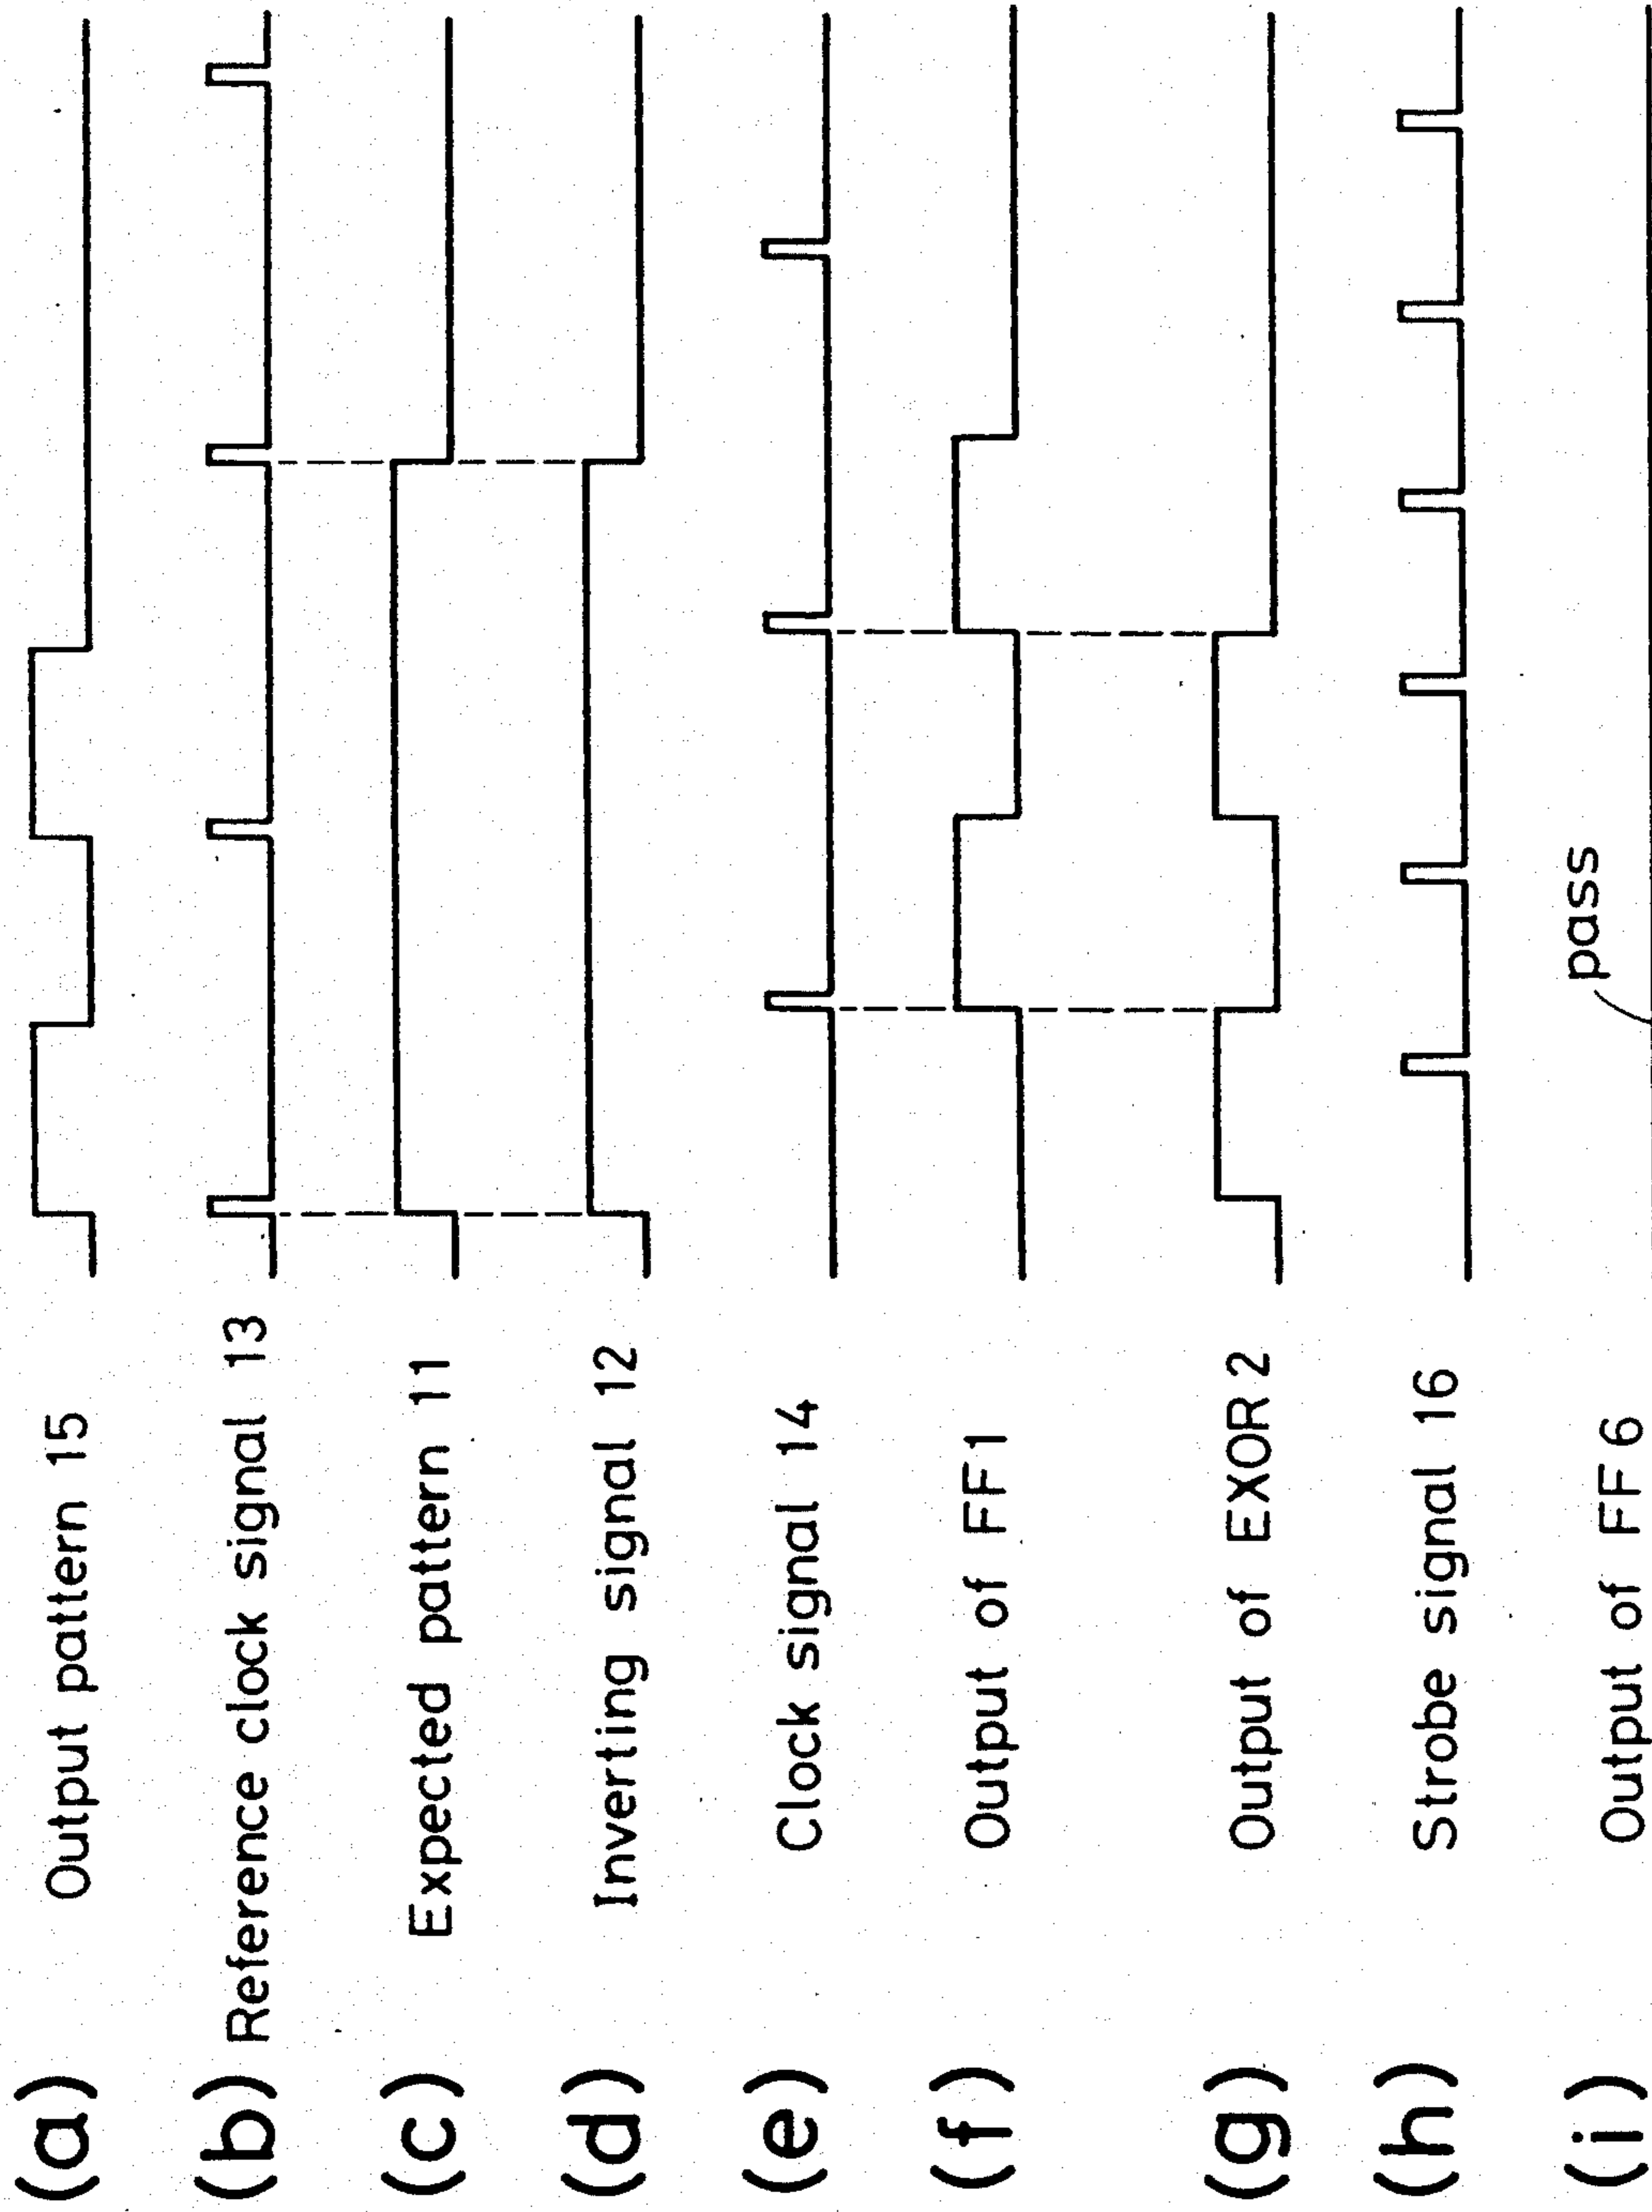 (a) Output pattern 15
(b) Reference clock signal 13
(c) Expected pattern 11
(d) Inverting signal 12
(e) Clock signal 14
(f) Output of FF1
(g) Output of EXOR 2
(h) Strobe signal 16
pass
(i) Output of FF 6